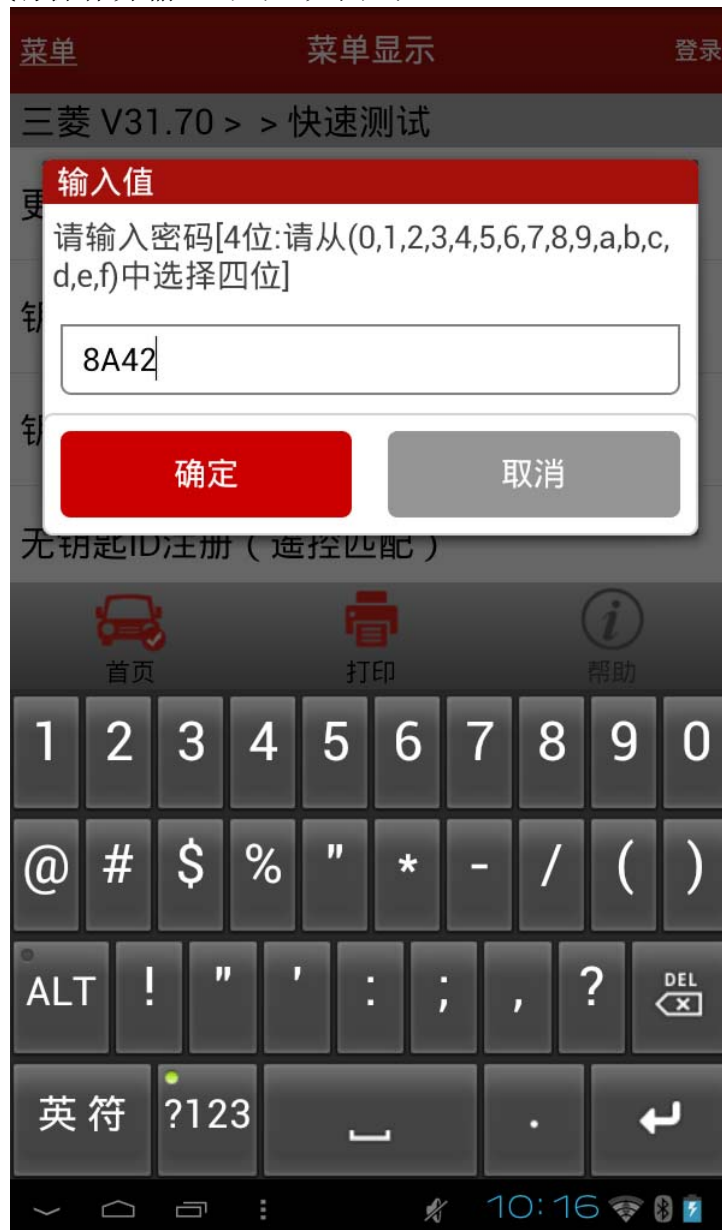 菜单 菜单显示 登录
三菱 V31.70 > > 快速测试
输入值
请输入密码[4位:请从(0,1,2,3,4,5,6,7,8,9,a,b,c,
d,e,f)中选择四位]
8A42
确定 取消
无钥匙ID注册 ( 遥控匹配 )
首页 打印 帮助
1 2 3 4 5 6 7 8 9 0
@ # $ % " * - / ( )
ALT ! " ' : ; , ? DEL
英 符 ?123 .
10:16